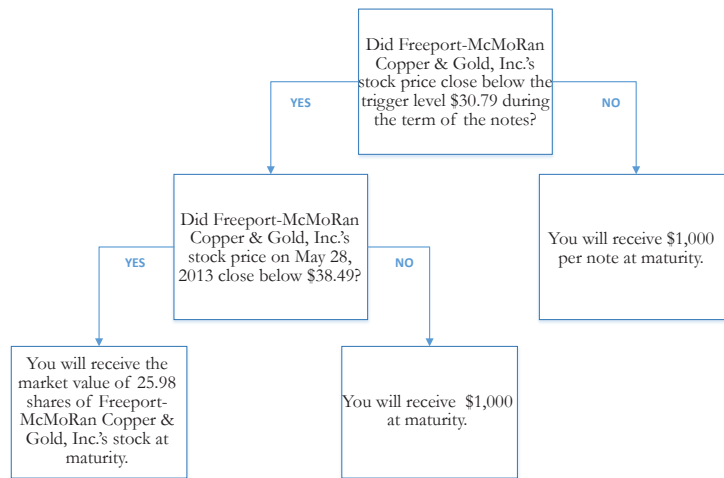 Did Freeport-McMoRan
Copper & Gold, Inc.'s
stock price close below the
trigger level $30.79 during
the term of the notes?
YES
NO
Did Freeport-McMoRan
Copper & Gold, Inc.'s
stock price on May 28,
2013 close below $38.49?
You will receive $1,000
per note at maturity.
YES
NO
You will receive the
market value of 25.98
shares of Freeport-
McMoRan Copper &
Gold, Inc.'s stock at
maturity.
You will receive $1,000
at maturity.